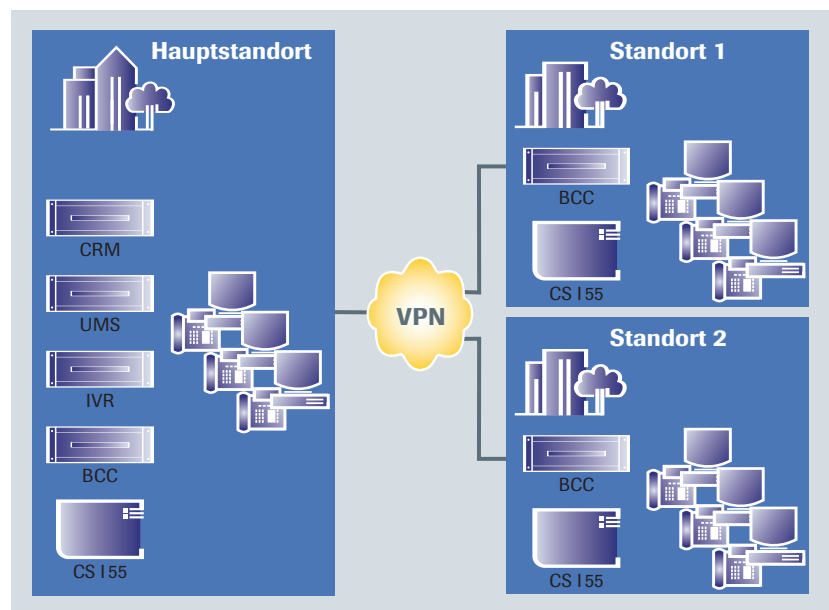 Hauptstandort
CRM
UMS
IVR
BCC
CS I55
VPN
Standort 1
BCC
CS I55
Standort 2
BCC
CS I55